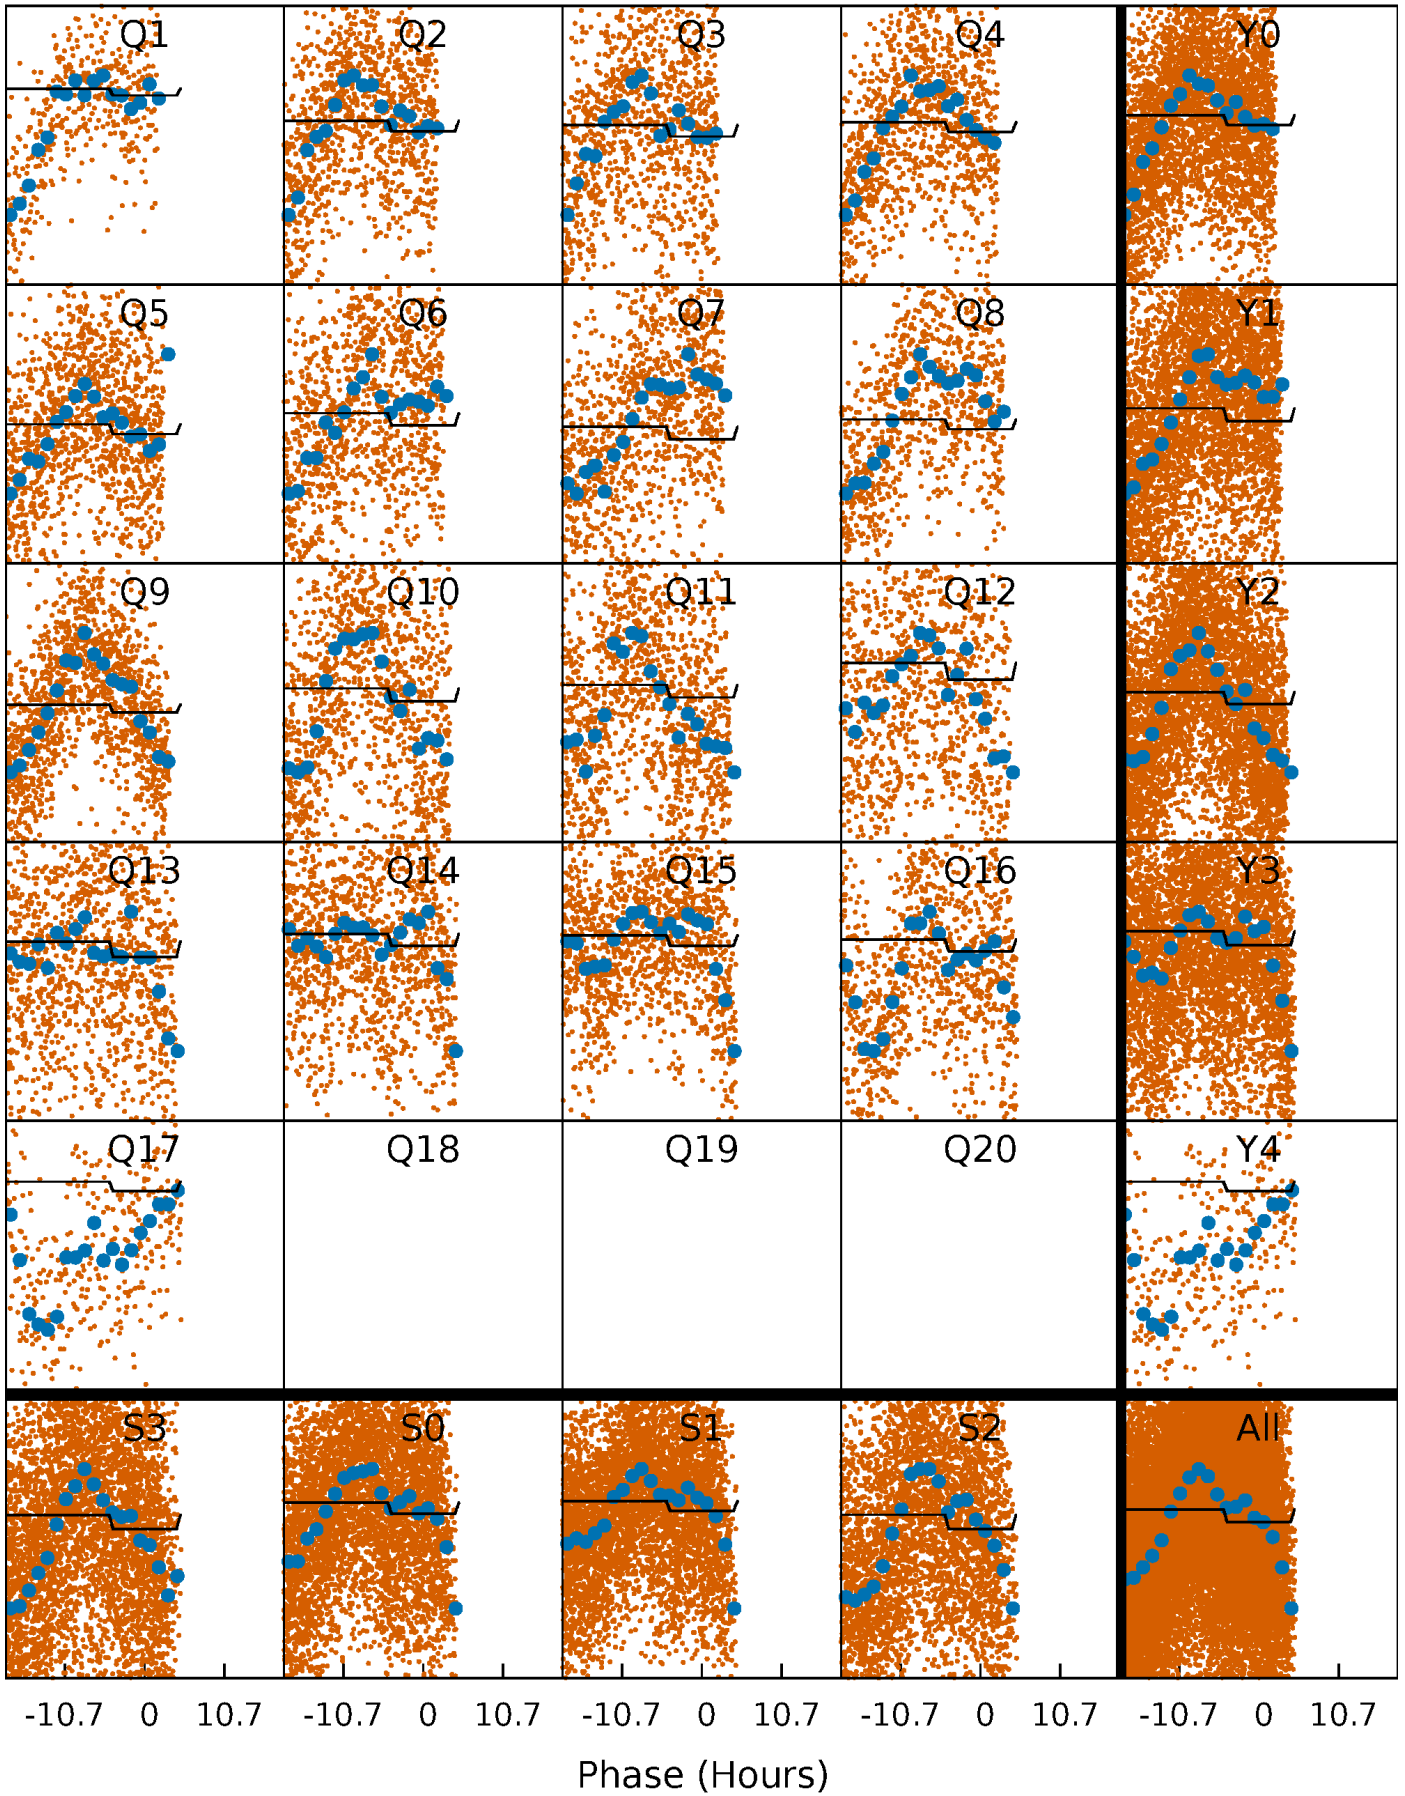 Q1 Q2 Q3 Q4 Y0
Q5 Q6 Q7 Q8 Y1
Q9 Q10 Q11 Q12 Y2
Q13 Q14 Q15 Q16 Y3
Q17 Q18 Q19 Q20 Y4
S3 S0 S1 S2 All
-10.7 0 10.7 -10.7 0 10.7 -10.7 0 10.7 -10.7 0 10.7 -10.7 0 10.7
Phase (Hours)